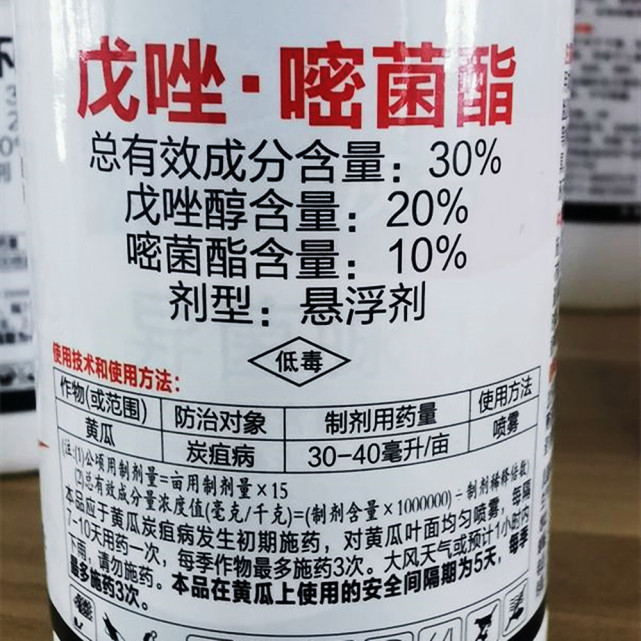 戊唑·嘧菌酯
总有效成分含量：30%
戊唑醇含量：20%
嘧菌酯含量：10%
剂型：悬浮剂
低毒
使用技术和使用方法：
作物(或范围) 防治对象 制剂用药量 使用方法
黄瓜 炭疽病 30-40毫升/亩 喷雾
(注:(1)公顷用制剂量=亩用制剂量×15
(2)总有效成分量浓度值(毫克/千克)=(制剂含量×1000000)÷制剂稀释倍数)
本品应于黄瓜炭疽病发生初期施药，对黄瓜叶面均匀喷雾，每隔
7-10天用药一次，每季作物最多施药3次。大风天气或预计1小时内
下雨，请勿施药。本品在黄瓜上使用的安全间隔期为5天，每季
最多施药3次。